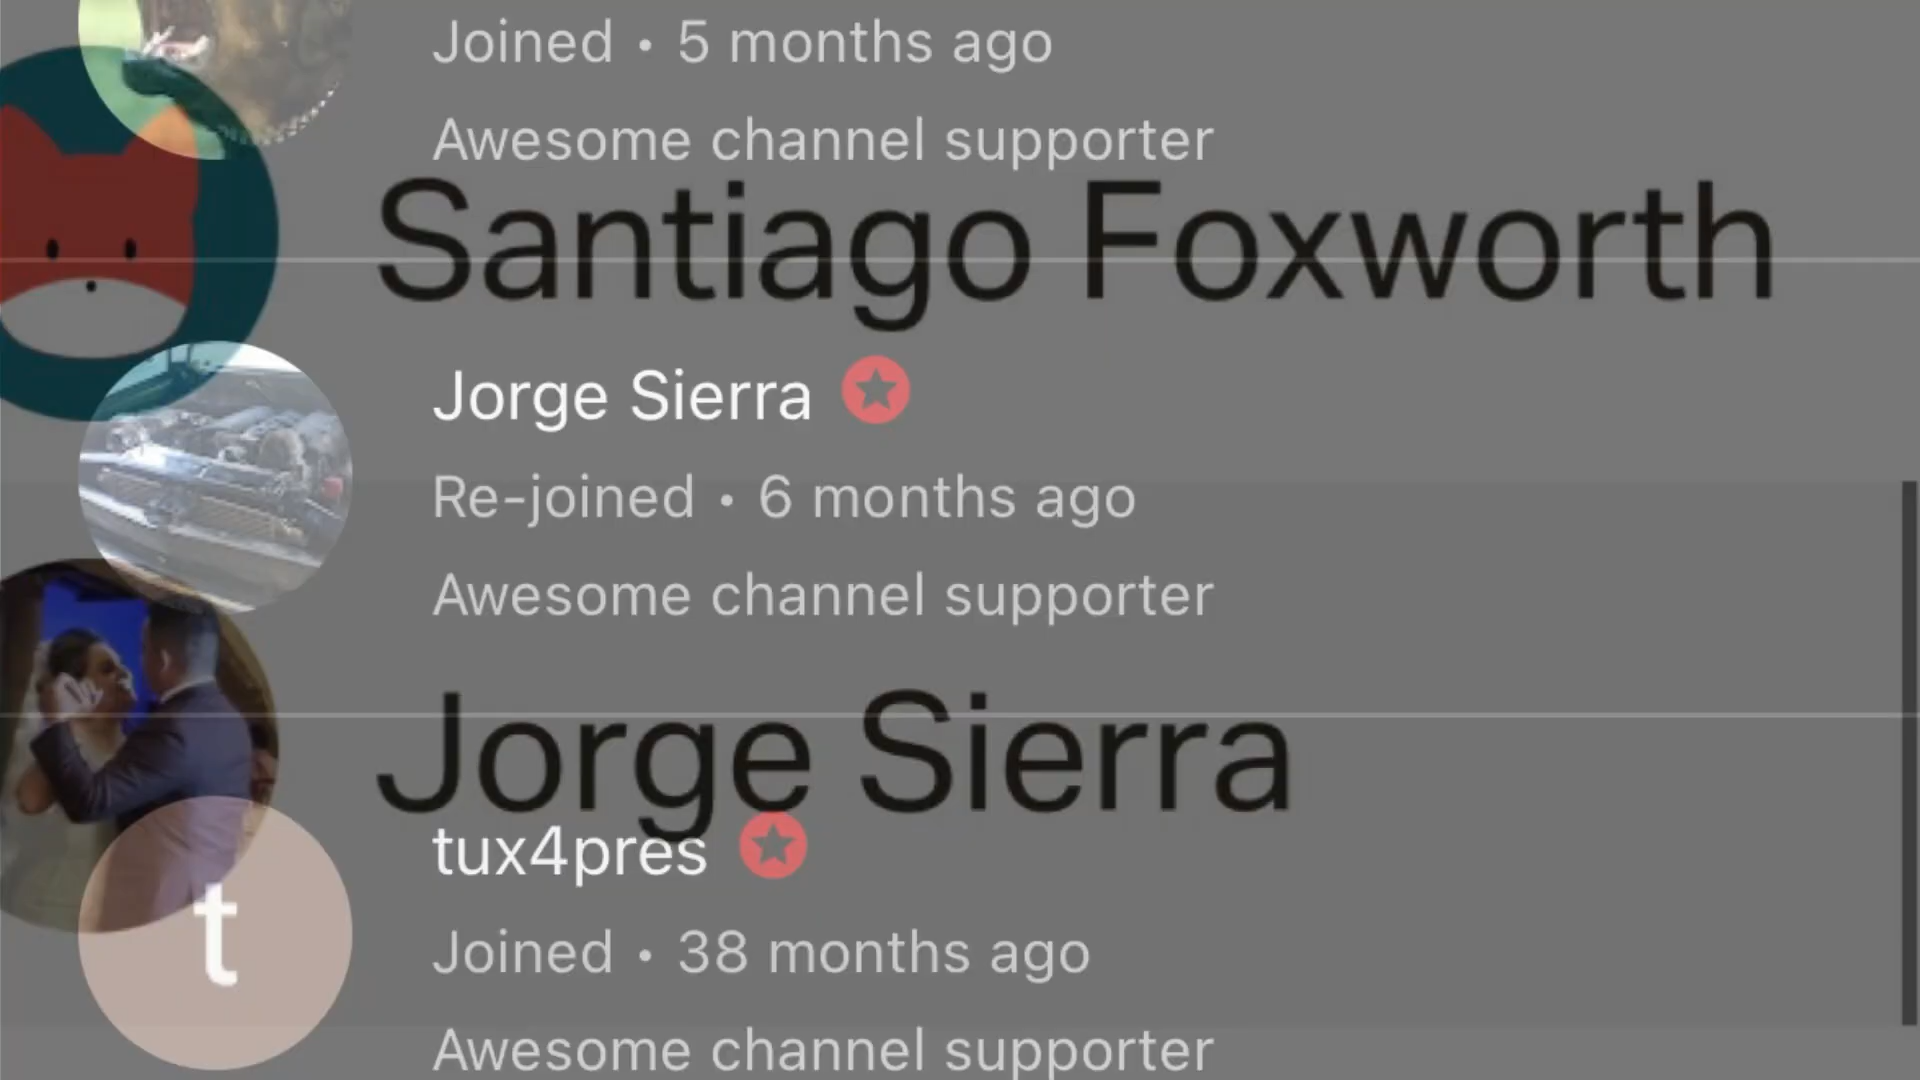 Joined • 5 months ago
Awesome channel supporter
Santiago Foxworth
Jorge Sierra
Re-joined • 6 months ago
Awesome channel supporter
Jorge Sierra
tux4pres
t
Joined • 38 months ago
Awesome channel supporter